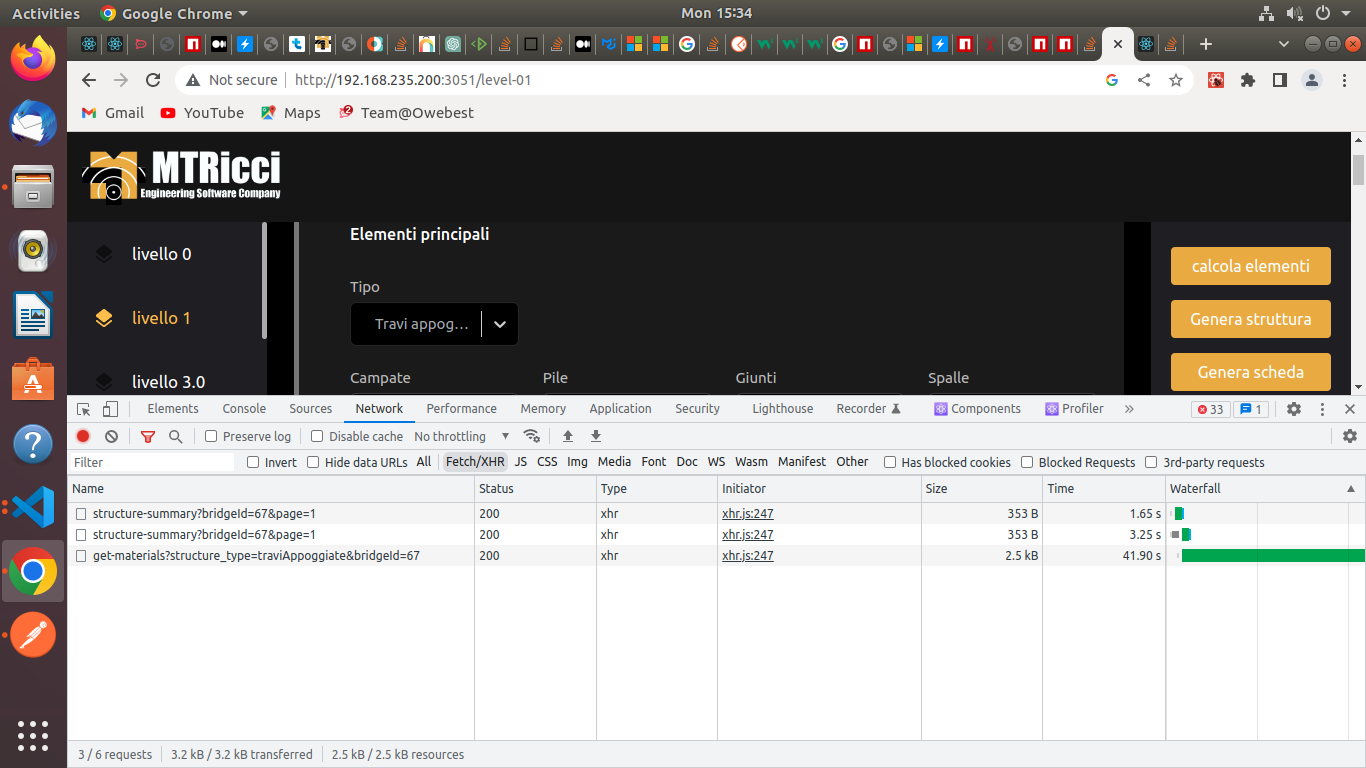 Activities Google Chrome Mon 15:34
Not secure http://192.168.235.200:3051/level-01
Gmail YouTube Maps 2 Team@Owebest
MTRicci
Engineering Software Company
livello 0
livello 1
livello 3.0
Elementi principali
Tipo
Travi appog...
Campate Pile Giunti Spalle
calcola elementi
Genera struttura
Genera scheda
Elements Console Sources Network Performance Memory Application Security Lighthouse Recorder Components Profiler » 33 1
Preserve log Disable cache No throttling
Filter Invert Hide data URLs All Fetch/XHR JS CSS Img Media Font Doc WS Wasm Manifest Other Has blocked cookies Blocked Requests 3rd-party requests
Name Status Type Initiator Size Time Waterfall
structure-summary?bridgeId=67&page=1 200 xhr xhr.js:247 353 B 1.65 s
structure-summary?bridgeId=67&page=1 200 xhr xhr.js:247 353 B 3.25 s
get-materials?structure_type=traviAppoggiate&bridgeId=67 200 xhr xhr.js:247 2.5 kB 41.90 s
3 / 6 requests 3.2 kB / 3.2 kB transferred 2.5 kB / 2.5 kB resources